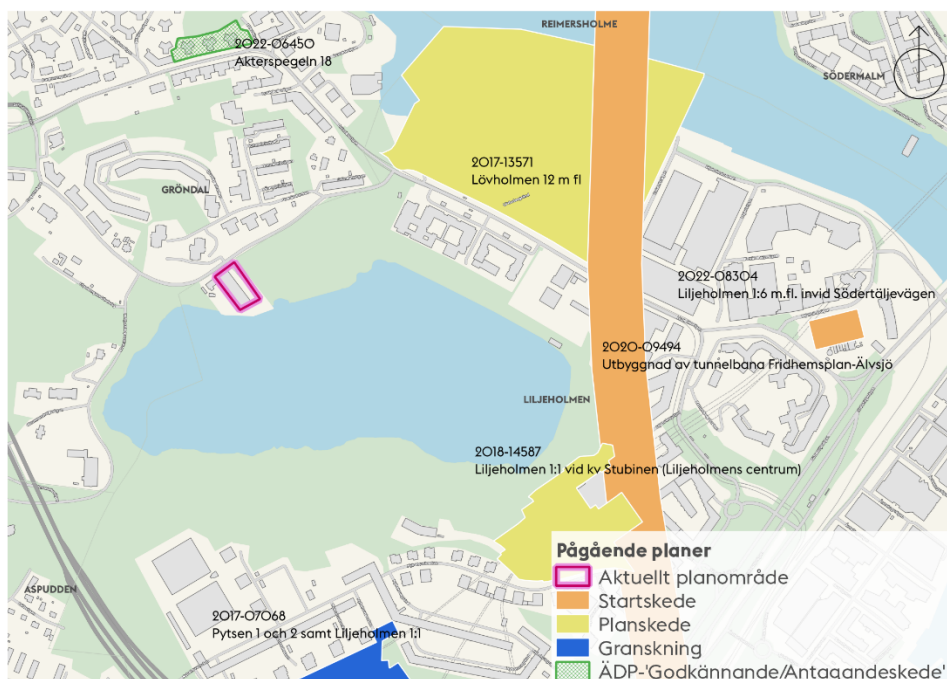 REIMERSHOLME
2022-06450
Akterspegeln 18
SÖDERMALM
2017-13571
Lövholmen 12 m fl
GRÖNDAL
2022-08304
Liljeholmen 1:6 m.fl. invid Södertäljevägen
2020-09494
Utbyggnad av tunnelbana Fridhemsplan-Älvsjö
LILJEHOLMEN
2018-14587
Liljeholmen 1:1 vid kv Stubinen (Liljeholmens centrum)
Pågående planer
Aktuellt planområde
ASPUDDEN
Startskede
2017-07068
Planskede
Pytsen 1 och 2 samt Liljeholmen 1:1
Granskning
ÄDP-'Godkännande/Antagandeskede'